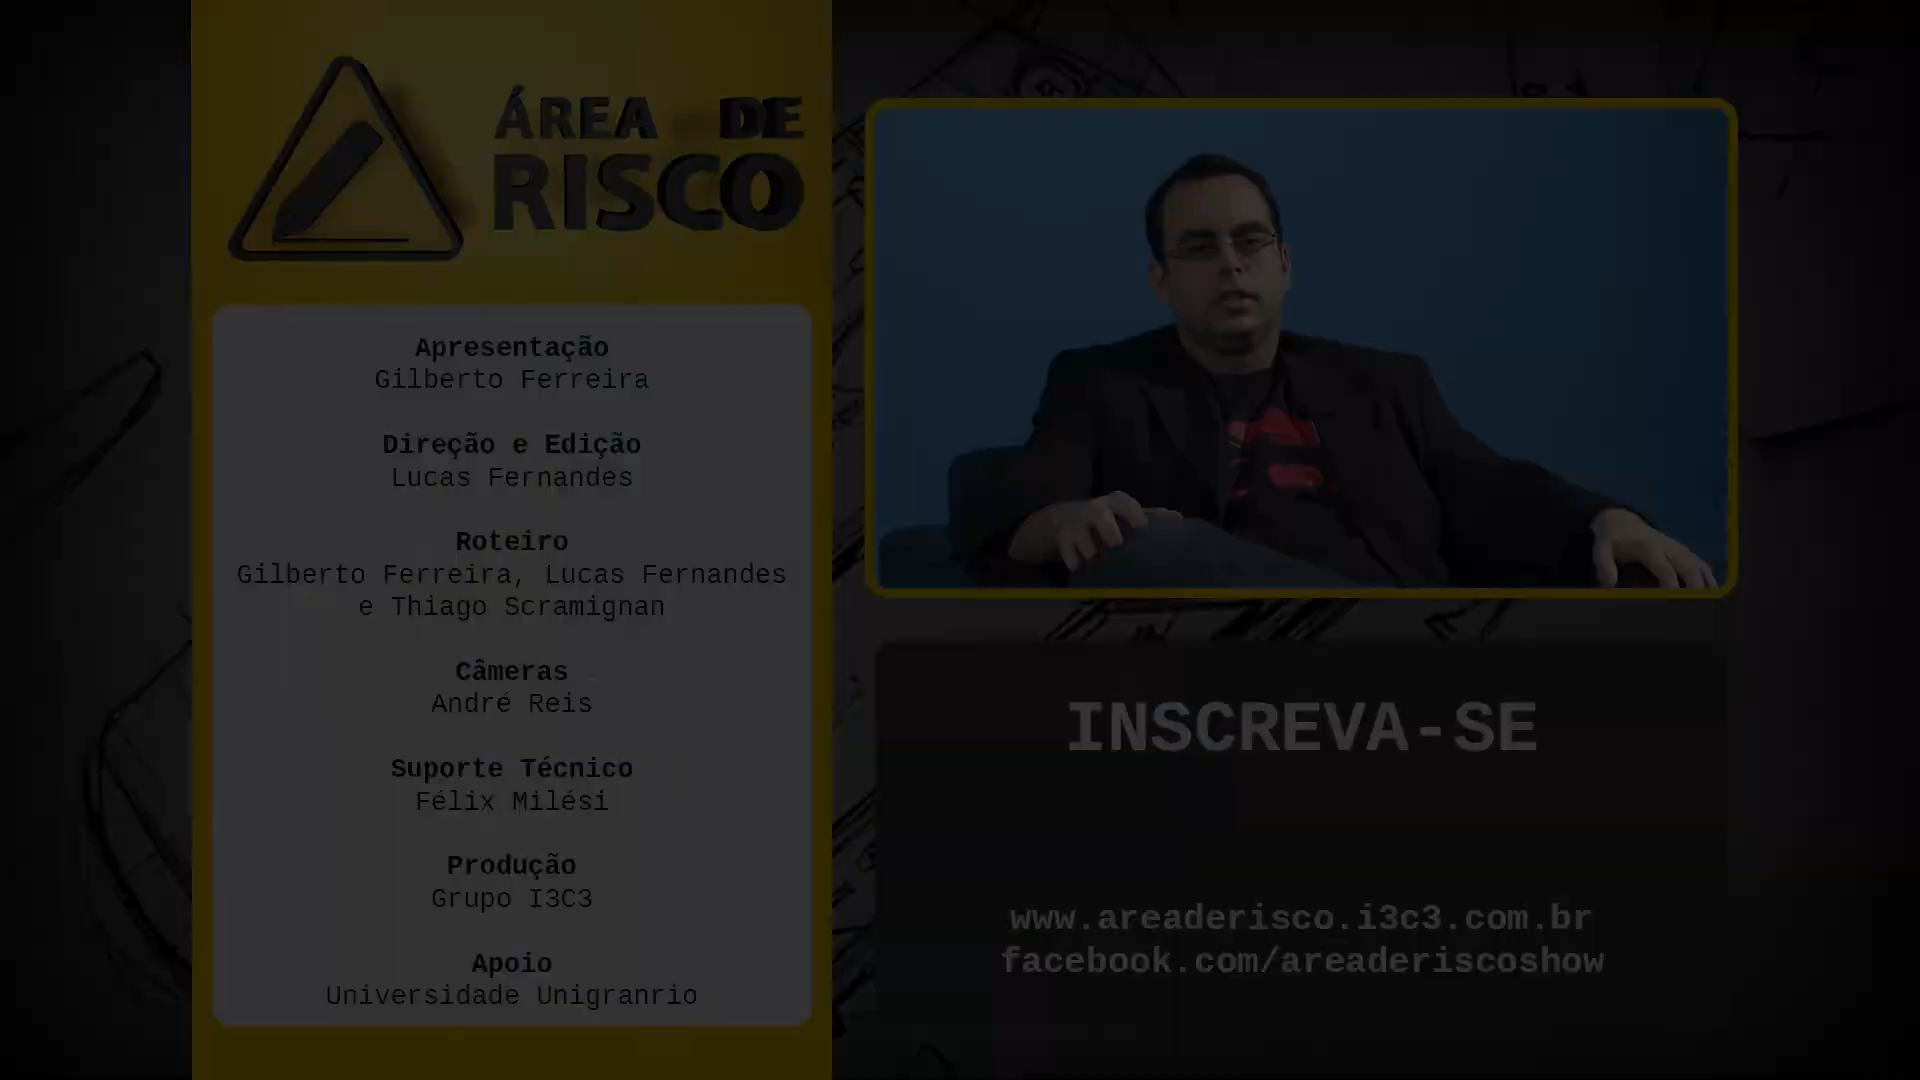 ÁREA DE
RISCO
Apresentação
Gilberto Ferreira
Direção e Edição
Lucas Fernandes
Roteiro
Gilberto Ferreira, Lucas Fernandes
e Thiago Scramignan
Câmeras
André Reis
Suporte Técnico
Félix Milési
Produção
Grupo I3C3
Apoio
Universidade Unigranrio
INSCREVA-SE
www.areaderisco.i3c3.com.br
facebook.com/areaderiscoshow